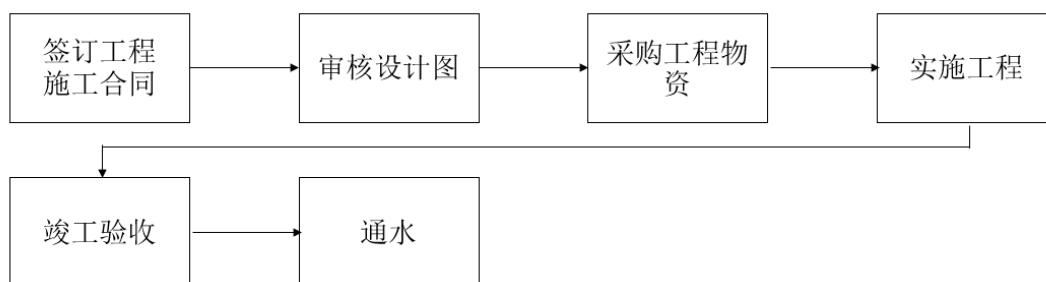 签订工程
施工合同
审核设计图
采购工程物
资
实施工程
竣工验收
通水